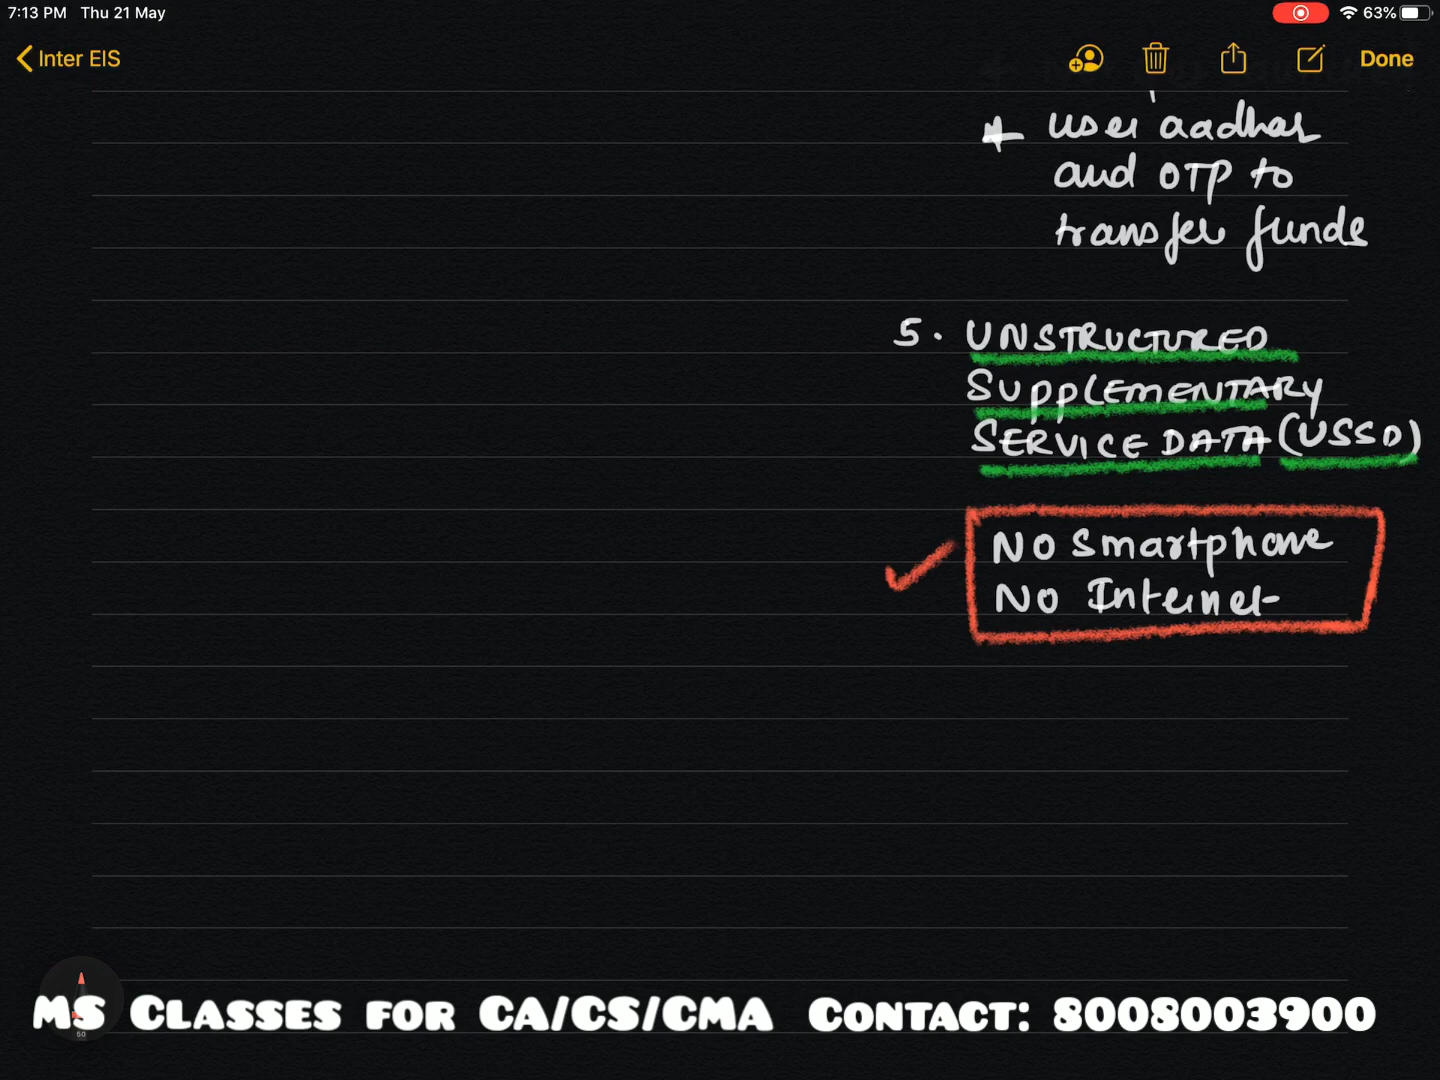 7:13 PM Thu 21 May
63%
Inter EIS
Done
+ user aadhar
and OTP to
transfer funds
5. UNSTRUCTURED
SUPPLEMENTARY
SERVICE DATA (USSD)
NO Smartphone
NO Internet
50
MS Classes for CA/CS/CMA Contact: 8008003900